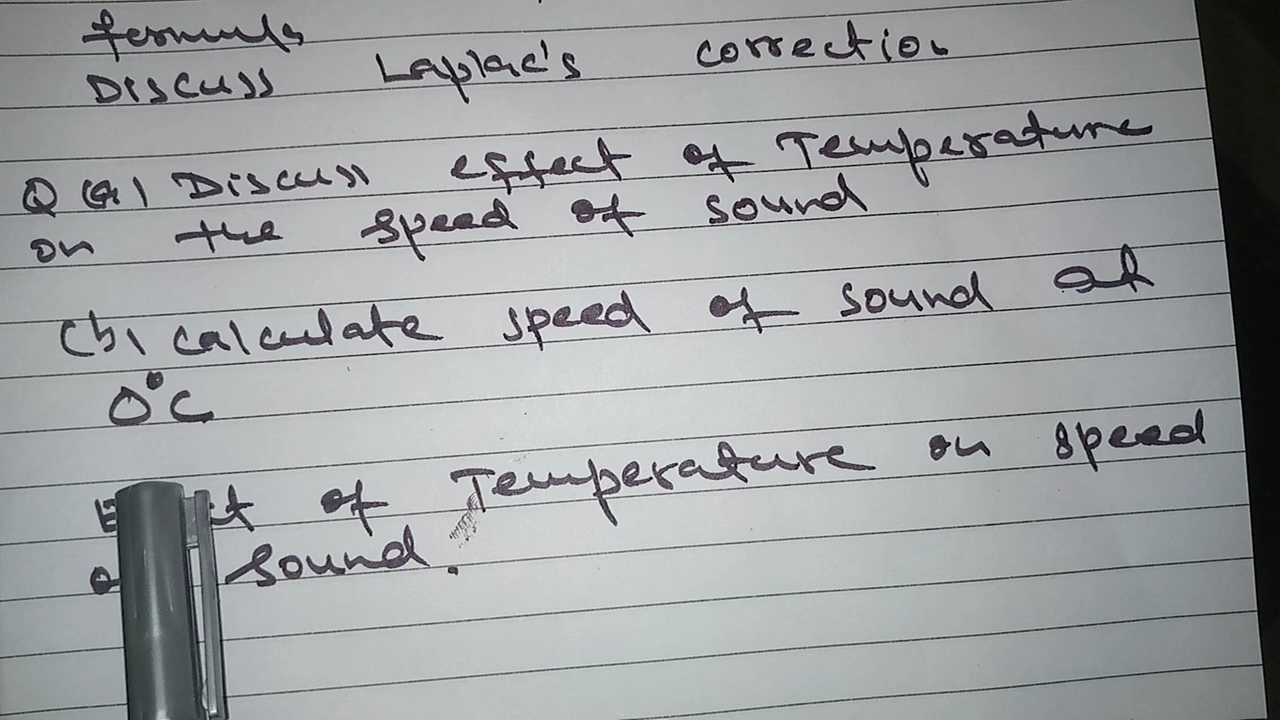 formula
Discuss Laplac's correction
Q (a) Discuss effect of Temperature
on the speed of sound
(b) calculate speed of sound at
0°C
of Temperature on speed
sound.